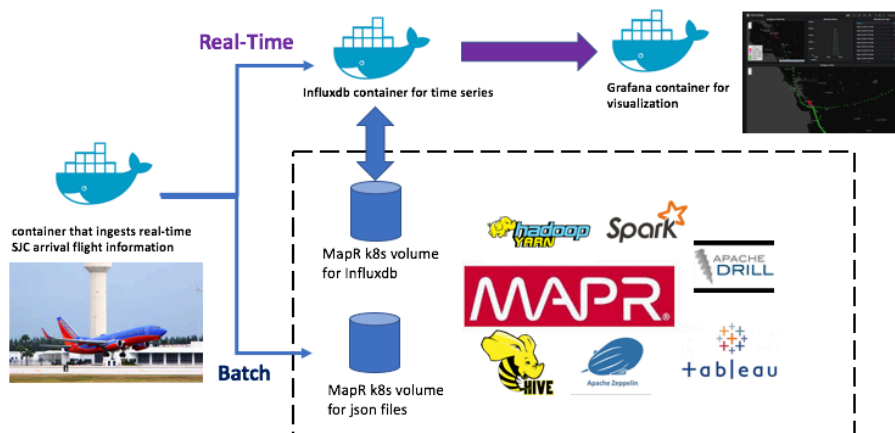 Real-Time
Influxdb container for time series
Grafana container for
visualization
container that ingests real-time
SJC arrival flight information
MapR k8s volume
for Influxdb
hadoop
YARN
Spark
APACHE
DRILL
MAPR®
HIVE
Apache Zeppelin
+ableau
Batch
MapR k8s volume
for json files